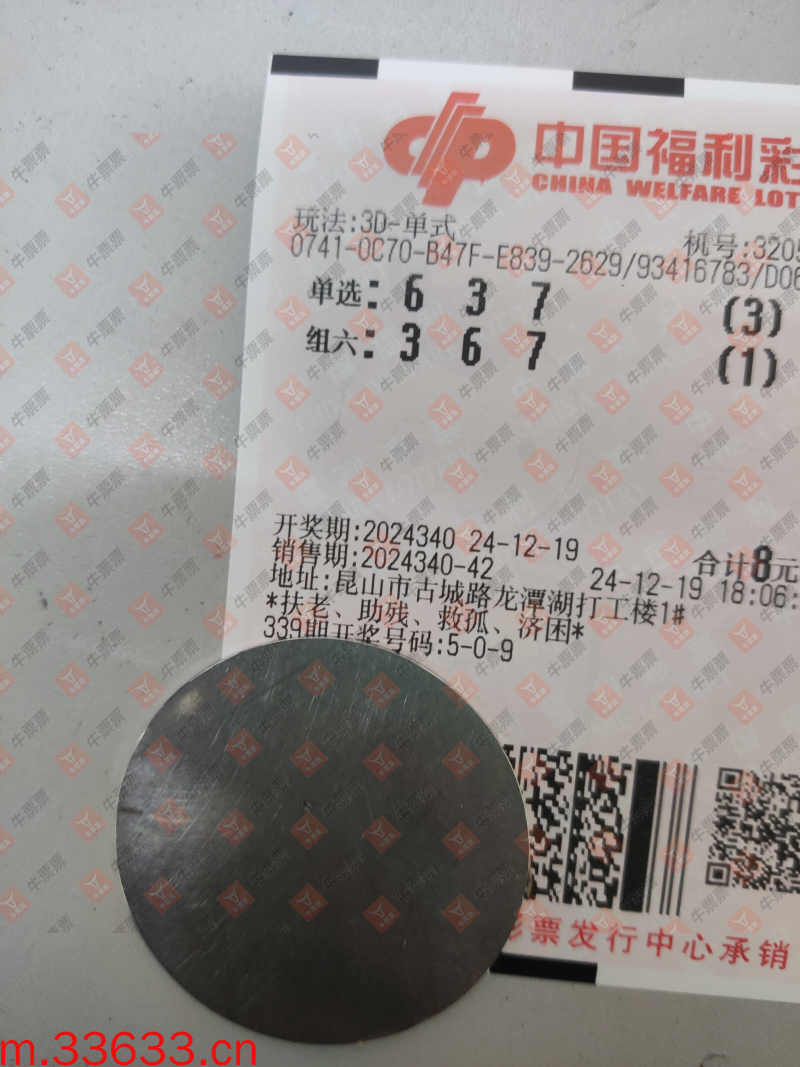 中国福利彩
CHINA WELFARE LOT
玩法:3D-单式
机号:3209
0741-0C70-B47F-E839-2629/93416783/D06
单选: 6 3 7 (3)
组六: 3 6 7 (1)
开奖期:2024340 24-12-19
合计8元
销售期:2024340-42 24-12-19 18:06:
地址:昆山市古城路龙潭湖打工楼1#
*扶老、助残、救孤、济困*
339期开奖号码:5-0-9
票发行中心承销
牛票票
m.33633.cn